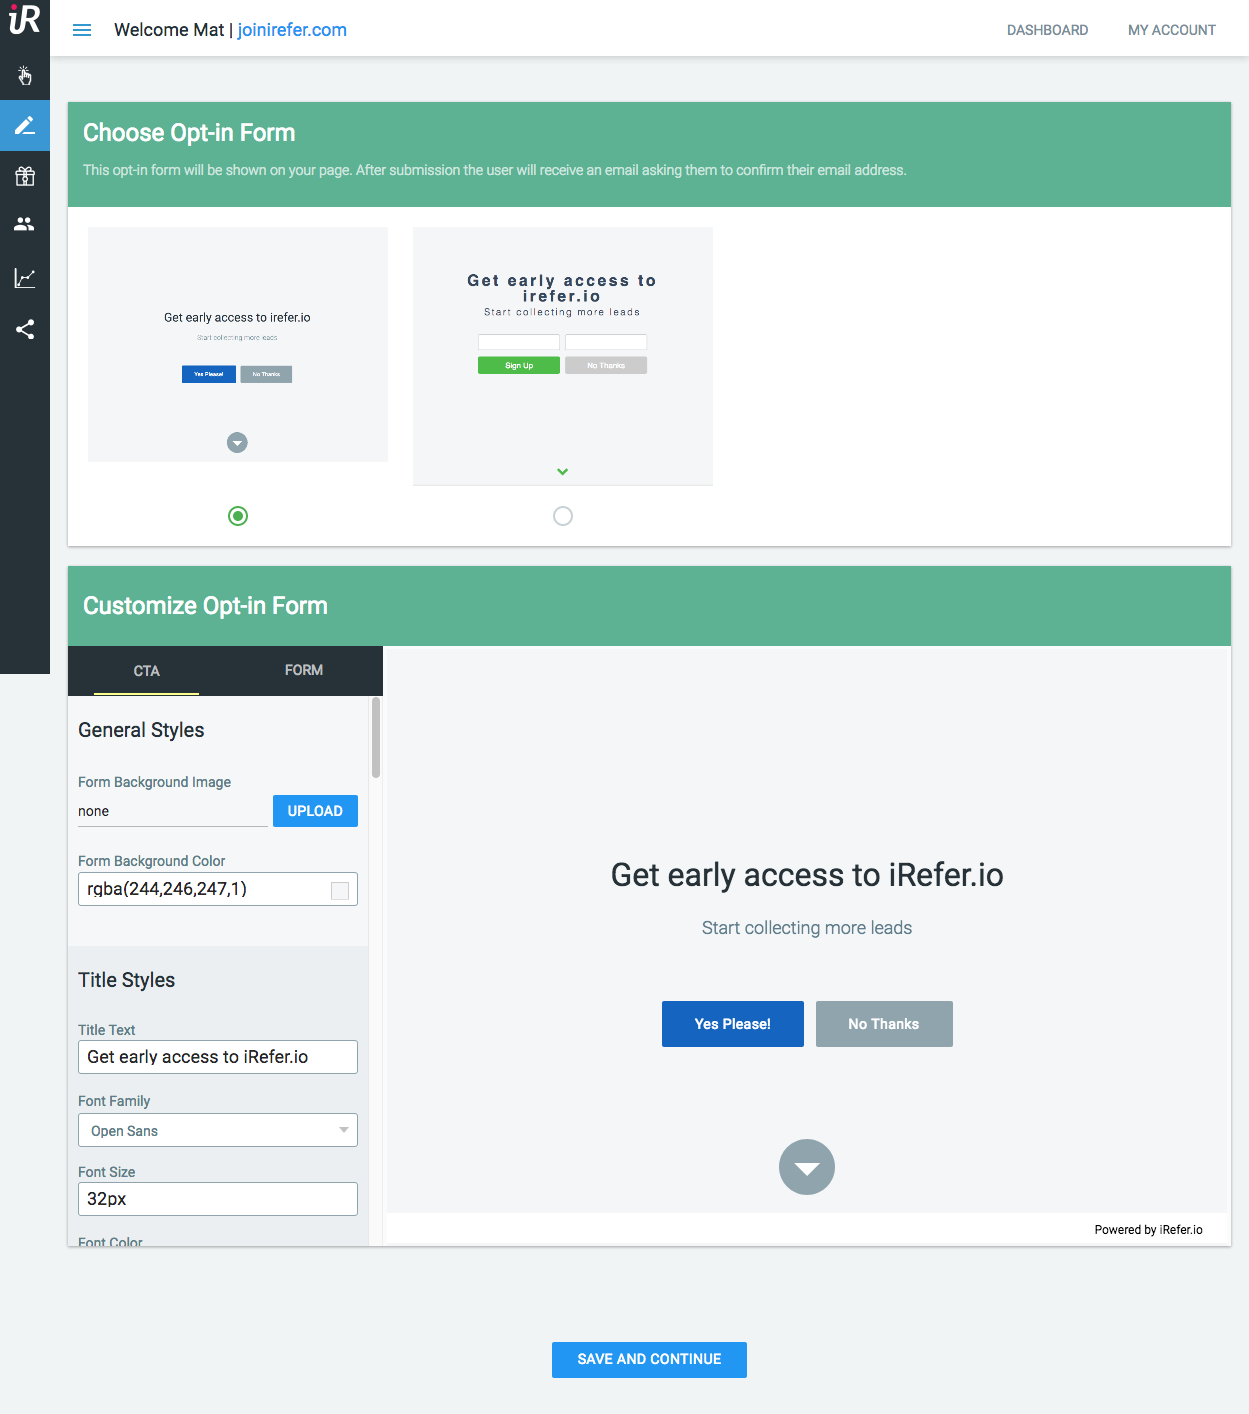 iR
Welcome Mat | joinirefer.com
DASHBOARD
MY ACCOUNT
Choose Opt-in Form
This opt-in form will be shown on your page. After submission the user will receive an email asking them to confirm their email address.
Get early access to irefer.io
Start collecting more leads
Yes Please!
No Thanks
Get early access to
irefer.io
Start collecting more leads
Sign Up
No Thanks
Customize Opt-in Form
CTA
FORM
General Styles
Form Background Image
none
UPLOAD
Form Background Color
rgba(244,246,247,1)
Title Styles
Title Text
Get early access to iRefer.io
Font Family
Open Sans
Font Size
32px
Font Color
Get early access to iRefer.io
Start collecting more leads
Yes Please!
No Thanks
Powered by iRefer.io
SAVE AND CONTINUE